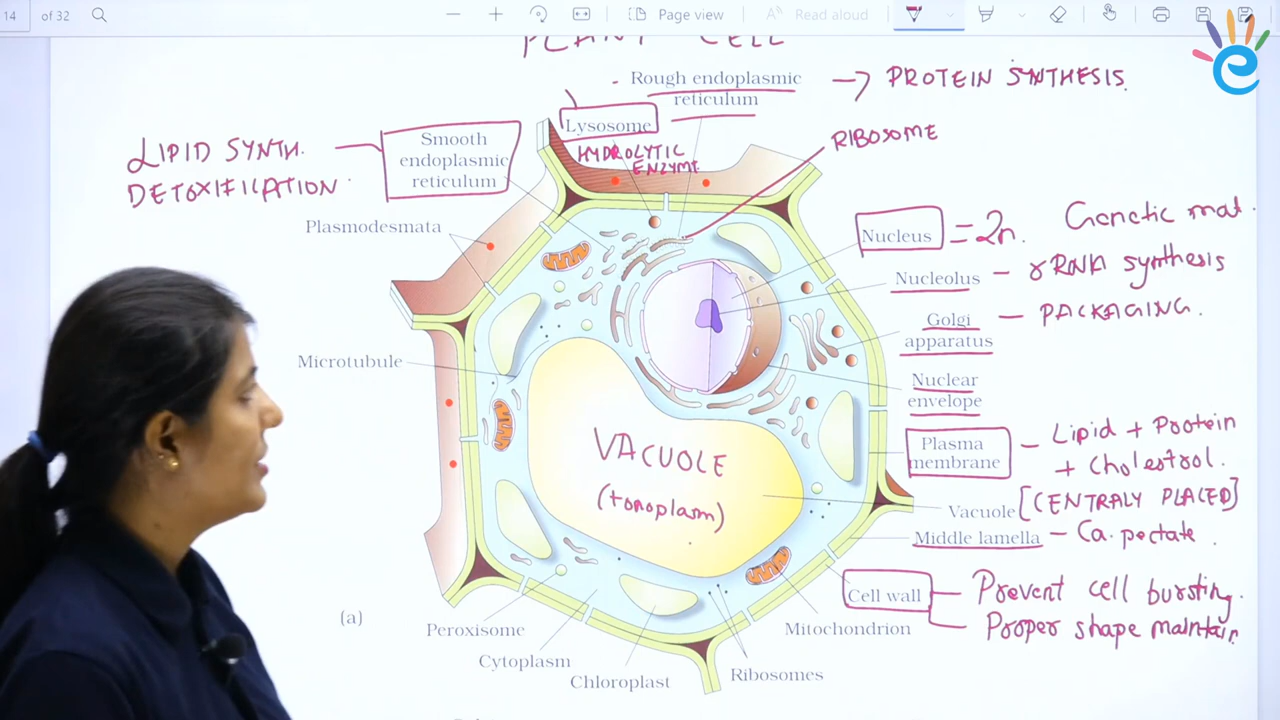 14 of 32
Page view
Read aloud
PLANT CELL
Rough endoplasmic
reticulum
→ PROTEIN SYNTHESIS.
Lysosome
HYDROLYTIC
ENZYME
RIBOSOME
LIPID SYNTH.
DETOXIFICATION
Smooth
endoplasmic
reticulum
Plasmodesmata
Nucleus
= 2n.
Genetic mat.
Nucleolus
- rRNA synthesis
Golgi
apparatus
- PACKAGING.
Microtubule
Nuclear
envelope
Plasma
membrane
- Lipid + Protein
+ Cholestrol.
VACUOLE
(tonoplasm)
Vacuole
[CENTRALY PLACED]
Middle lamella
- Ca. pectate.
Cell wall
Prevent cell bursting.
Proper shape maintain
(a)
Peroxisome
Mitochondrion
Cytoplasm
Chloroplast
Ribosomes